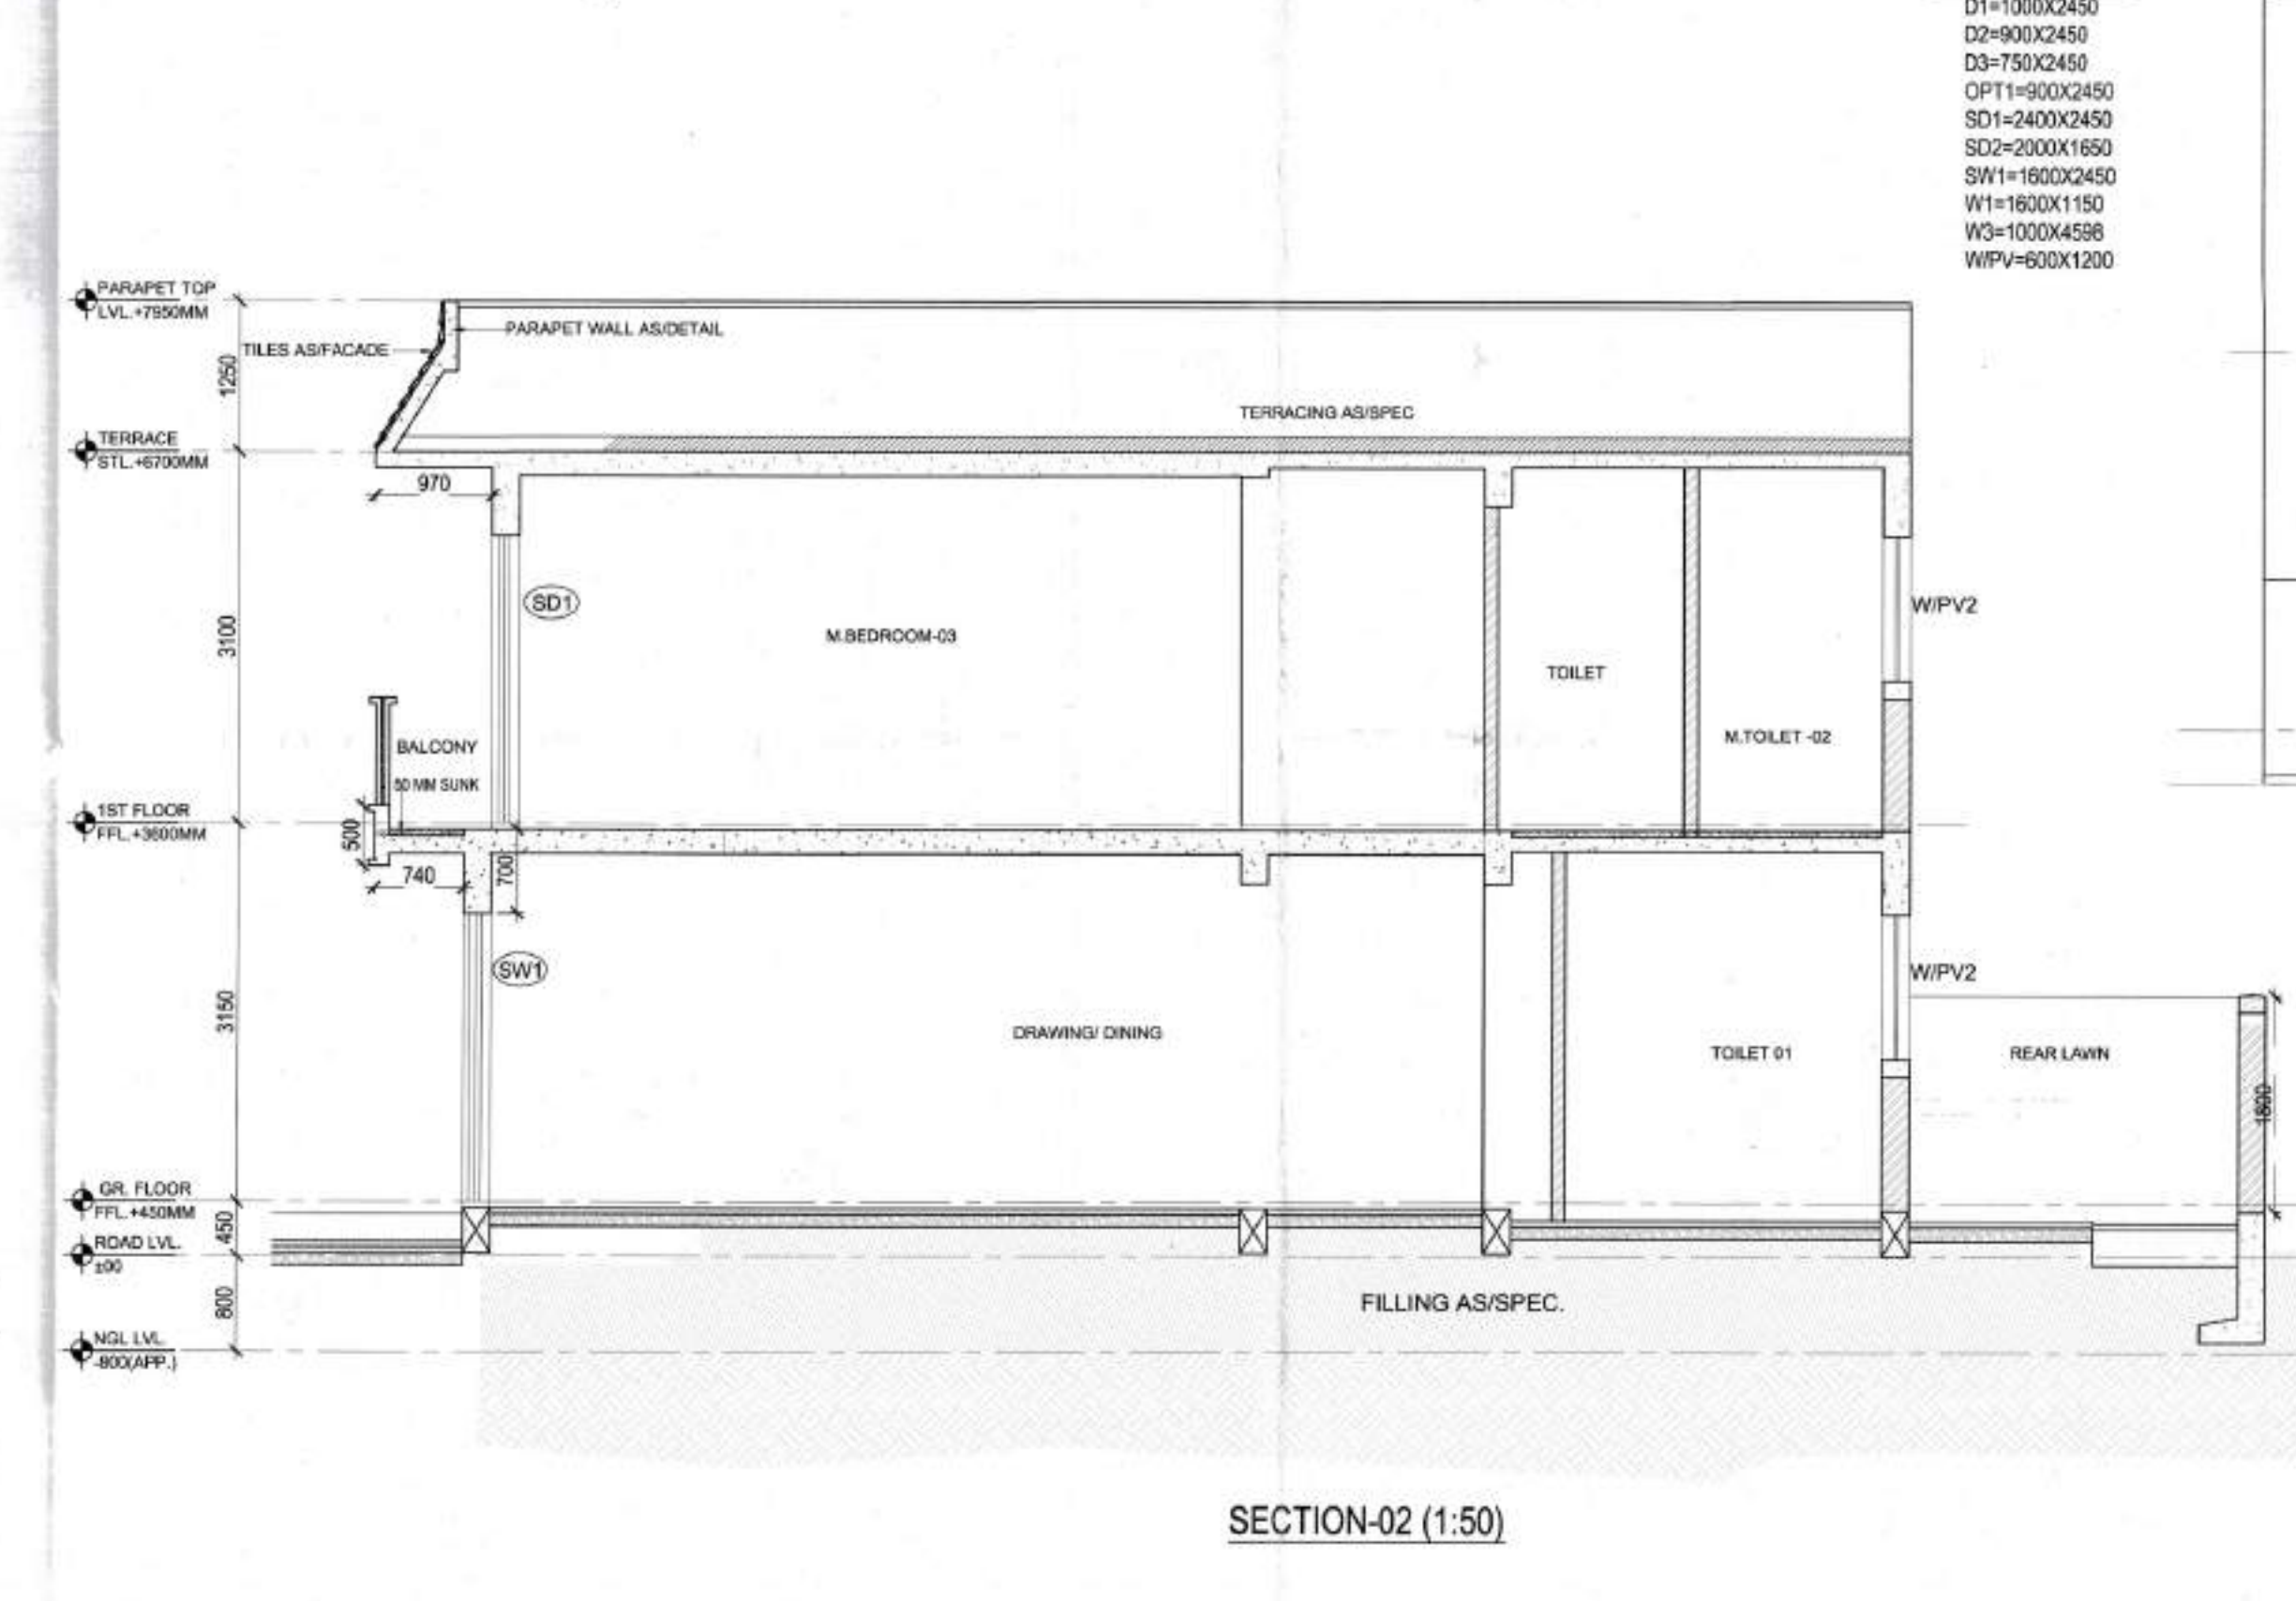 D1=1000X2450
D2=900X2450
D3=750X2450
OPT1=900X2450
SD1=2400X2450
SD2=2000X1650
SW1=1600X2450
W1=1600X1150
W3=1000X4598
W/PV=600X1200
PARAPET TOP
LVL.+7950MM
PARAPET WALL AS/DETAIL
TILES AS/FACADE
1250
TERRACING AS/SPEC
TERRACE
STL.+6700MM
970
SD1
W/PV2
3100
M.BEDROOM-03
TOILET
M.TOILET -02
BALCONY
50 MM SUNK
1ST FLOOR
FFL.+3600MM
500
740
700
SW1
W/PV2
3150
DRAWING/ DINING
TOILET 01
REAR LAWN
1800
GR. FLOOR
FFL.+450MM
450
ROAD LVL.
±00
800
FILLING AS/SPEC.
NGL LVL.
-800(APP.)
SECTION-02 (1:50)